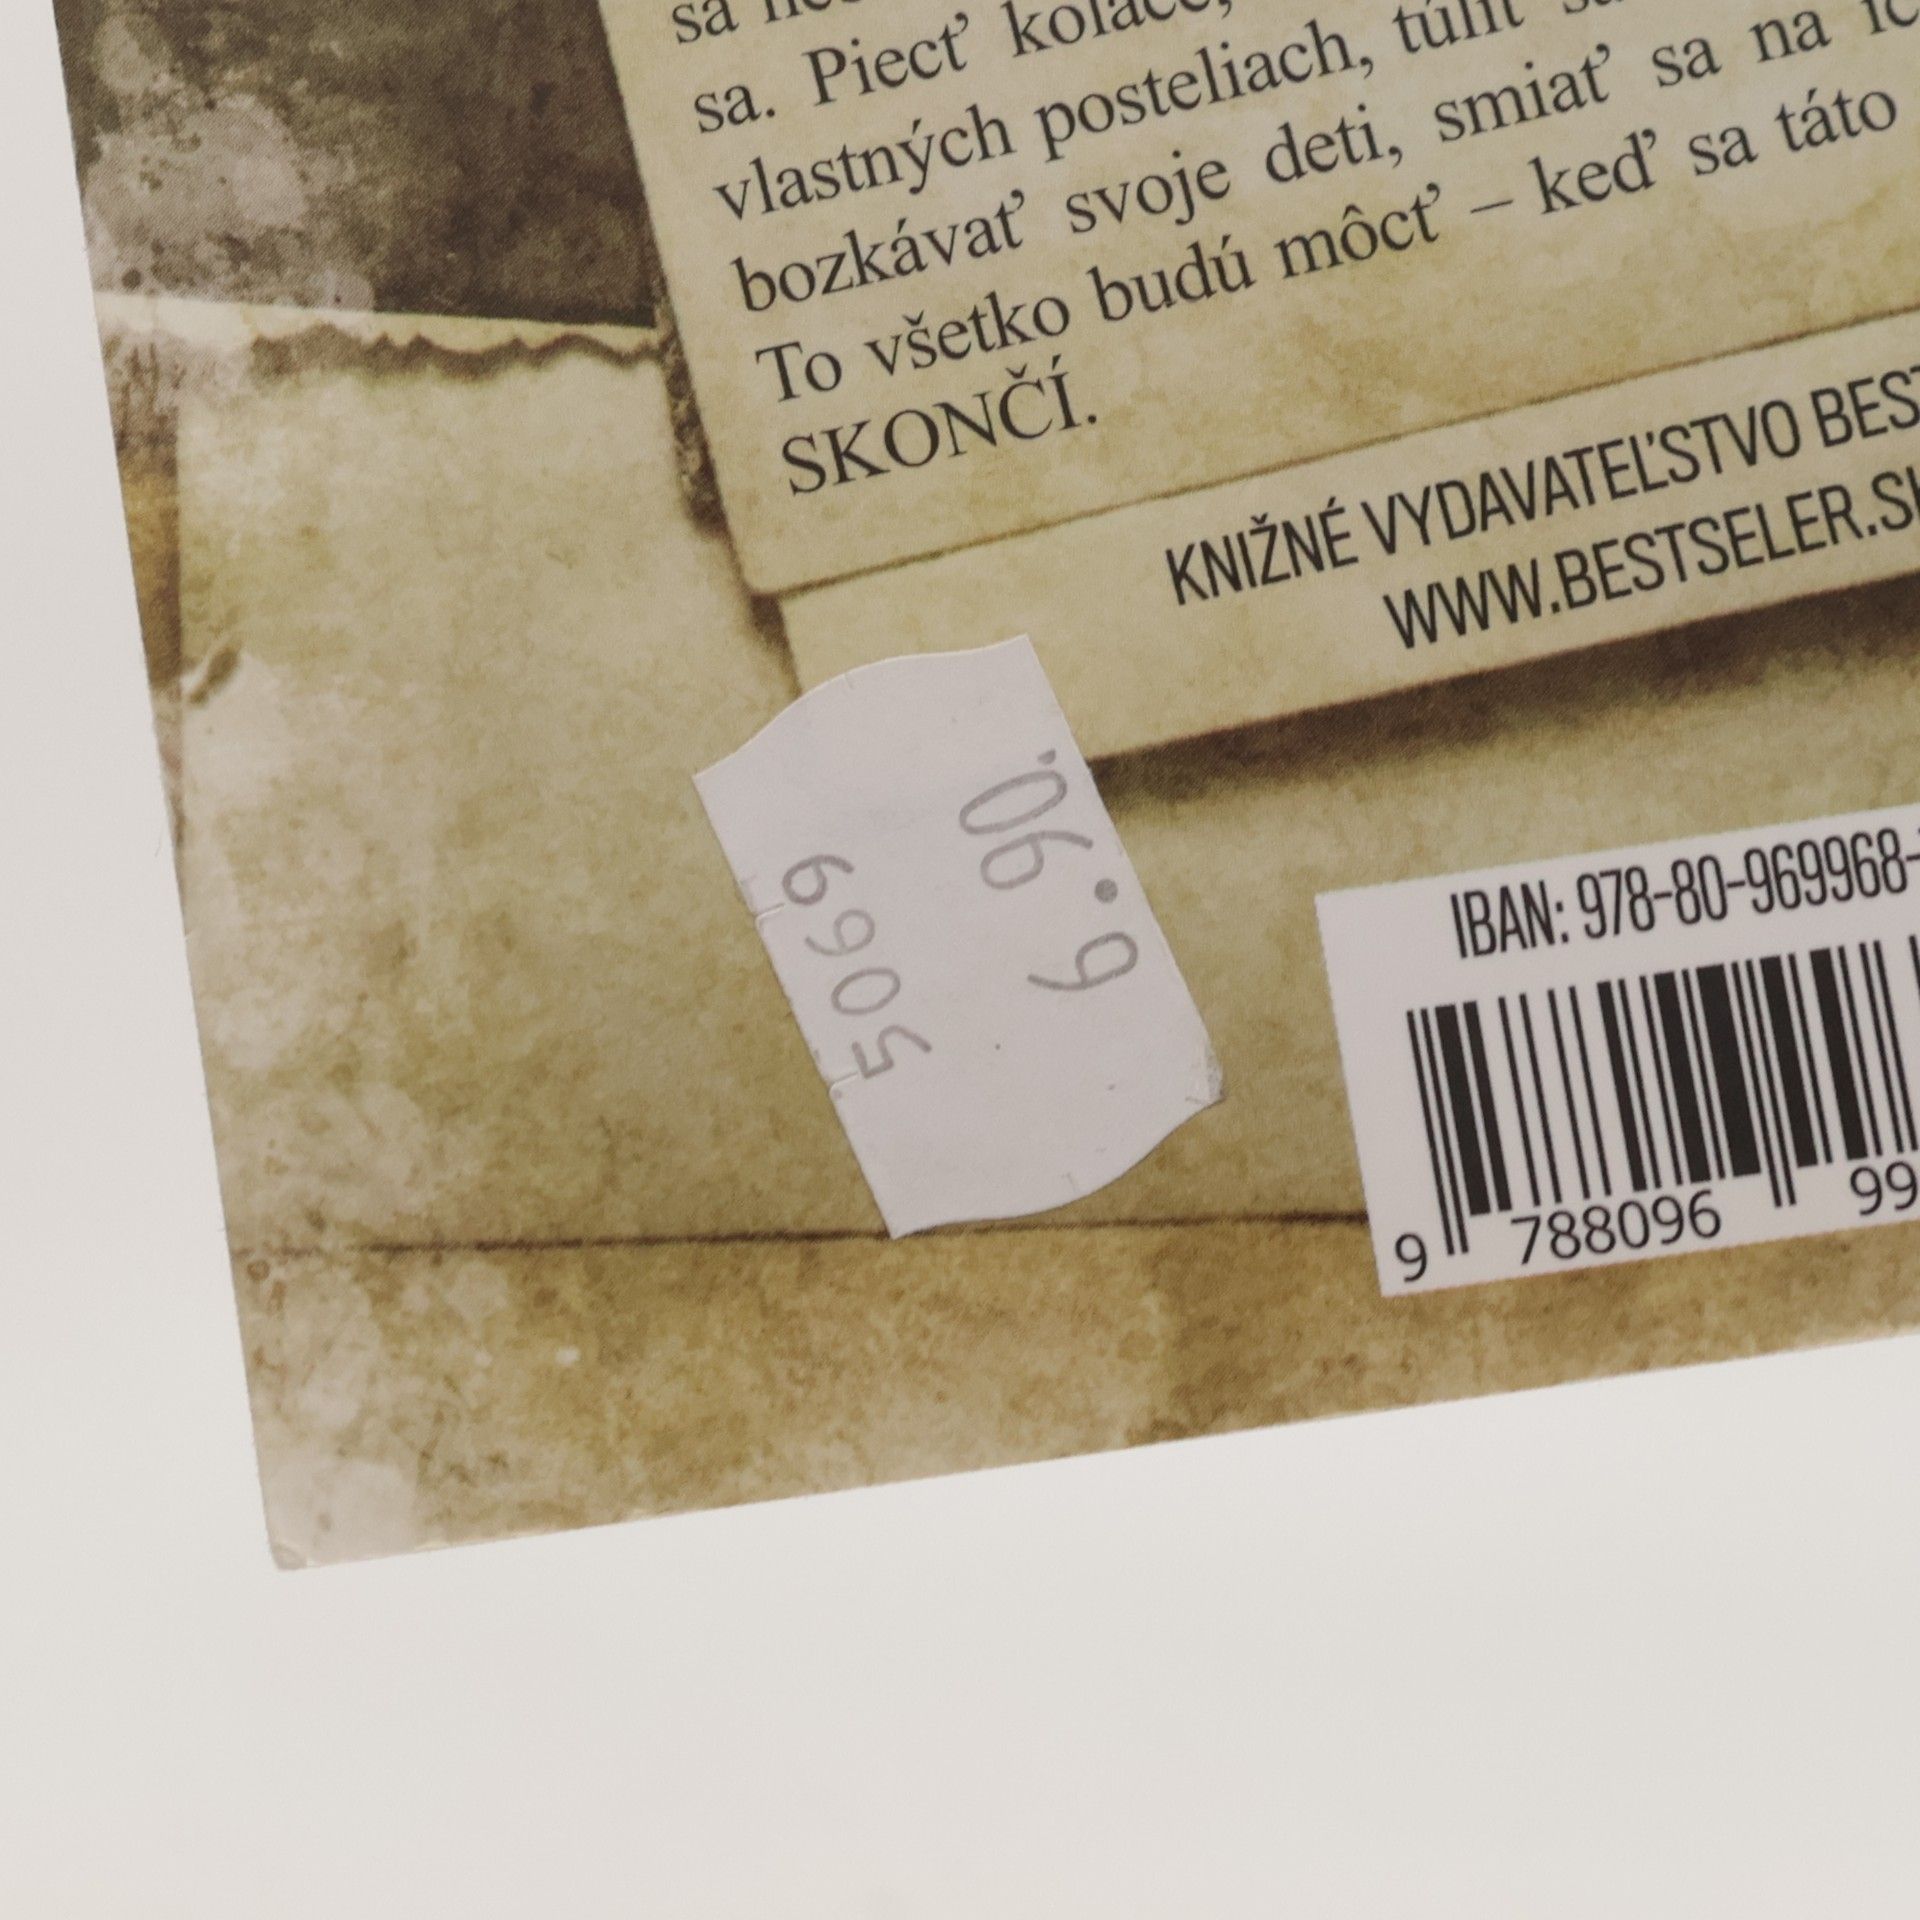 sa. Piecť koláče,
vlastných posteliach, túliť
bozkávať svoje deti, smiať sa na
To všetko budú môcť – keď sa táto
SKONČÍ.
KNIŽNÉ VYDAVATEĽSTVO BEST
WWW.BESTSELER.S
5069
6.90.
IBAN: 978-80-969968-
9 788096 99